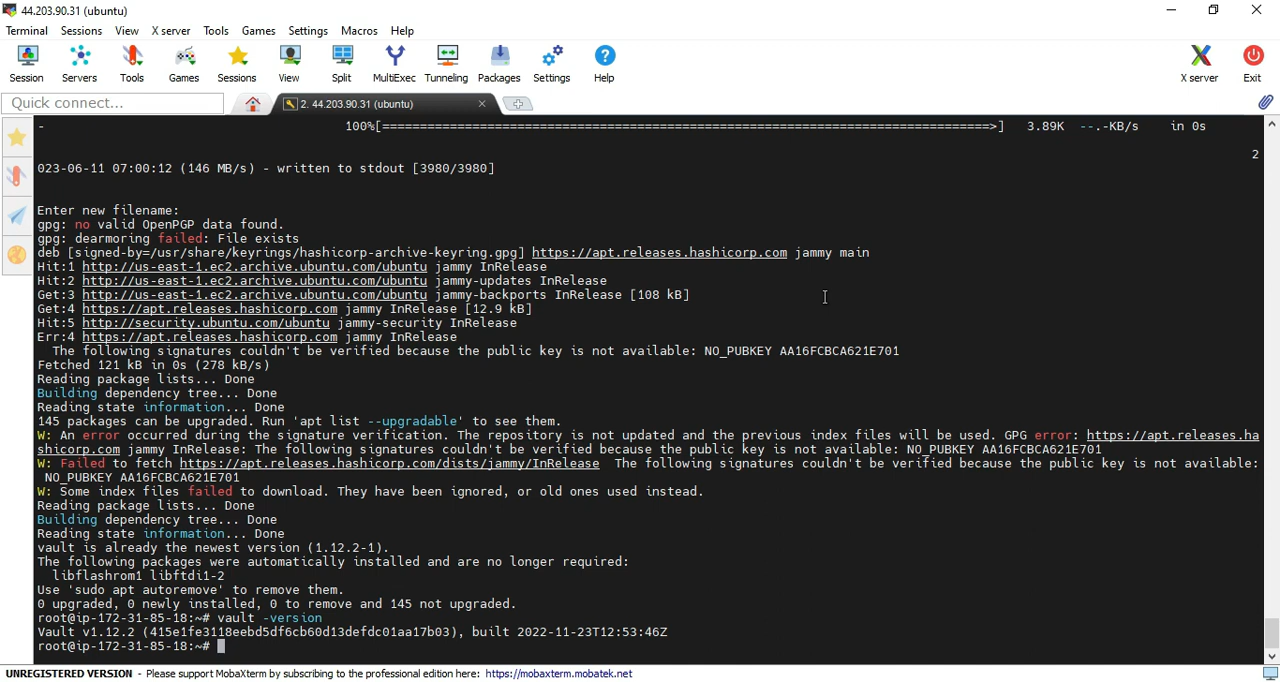 44.203.90.31 (ubuntu)
Terminal Sessions View X server Tools Games Settings Macros Help
Session Servers Tools Games Sessions View Split MultiExec Tunneling Packages Settings Help X server Exit
Quick connect... 2. 44.203.90.31 (ubuntu)
- 100%[=================================================================================>] 3.89K --.-KB/s in 0s
2
023-06-11 07:00:12 (146 MB/s) - written to stdout [3980/3980]
Enter new filename:
gpg: no valid OpenPGP data found.
gpg: dearmoring failed: File exists
deb [signed-by=/usr/share/keyrings/hashicorp-archive-keyring.gpg] https://apt.releases.hashicorp.com jammy main
Hit:1 http://us-east-1.ec2.archive.ubuntu.com/ubuntu jammy InRelease
Hit:2 http://us-east-1.ec2.archive.ubuntu.com/ubuntu jammy-updates InRelease
Get:3 http://us-east-1.ec2.archive.ubuntu.com/ubuntu jammy-backports InRelease [108 kB]
Get:4 https://apt.releases.hashicorp.com jammy InRelease [12.9 kB]
Hit:5 http://security.ubuntu.com/ubuntu jammy-security InRelease
Err:4 https://apt.releases.hashicorp.com jammy InRelease
The following signatures couldn't be verified because the public key is not available: NO_PUBKEY AA16FCBCA621E701
Fetched 121 kB in 0s (278 kB/s)
Reading package lists... Done
Building dependency tree... Done
Reading state information... Done
145 packages can be upgraded. Run 'apt list --upgradable' to see them.
W: An error occurred during the signature verification. The repository is not updated and the previous index files will be used. GPG error: https://apt.releases.ha
shicorp.com jammy InRelease: The following signatures couldn't be verified because the public key is not available: NO_PUBKEY AA16FCBCA621E701
W: Failed to fetch https://apt.releases.hashicorp.com/dists/jammy/InRelease The following signatures couldn't be verified because the public key is not available:
NO_PUBKEY AA16FCBCA621E701
W: Some index files failed to download. They have been ignored, or old ones used instead.
Reading package lists... Done
Building dependency tree... Done
Reading state information... Done
vault is already the newest version (1.12.2-1).
The following packages were automatically installed and are no longer required:
libflashrom1 libftdi1-2
Use 'sudo apt autoremove' to remove them.
0 upgraded, 0 newly installed, 0 to remove and 145 not upgraded.
root@ip-172-31-85-18:~# vault -version
Vault v1.12.2 (415e1fe3118eebd5df6cb60d13defdc01aa17b03), built 2022-11-23T12:53:46Z
root@ip-172-31-85-18:~#
UNREGISTERED VERSION - Please support MobaXterm by subscribing to the professional edition here: https://mobaxterm.mobatek.net